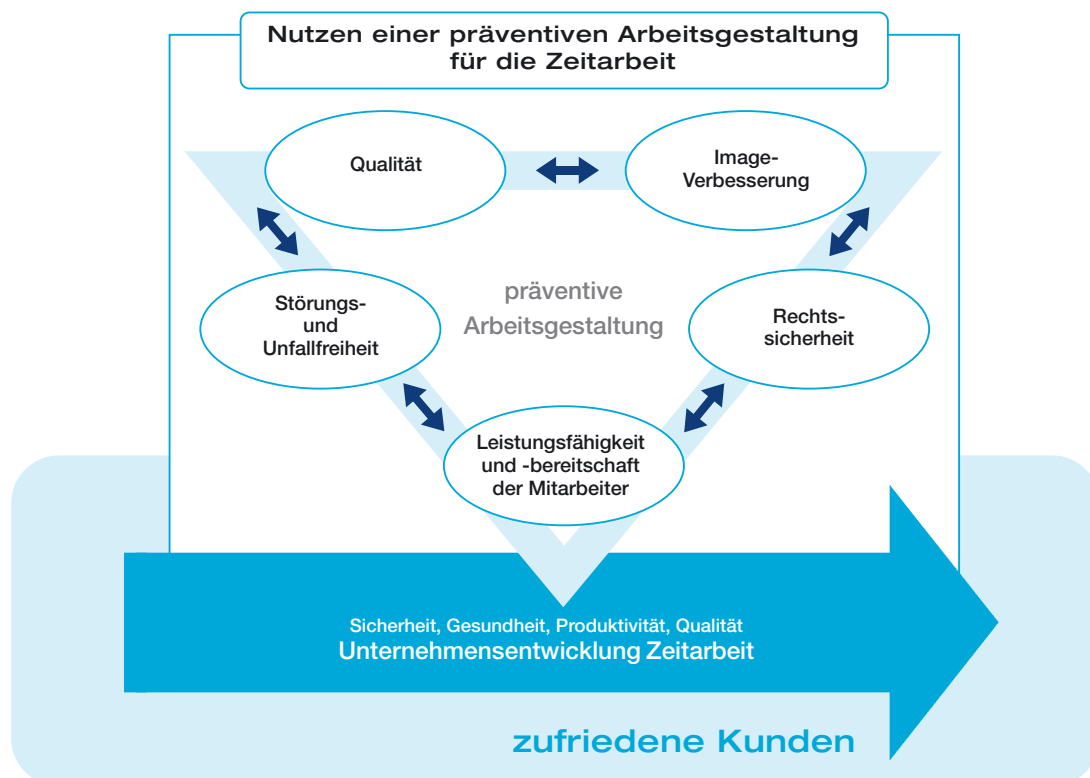 Nutzen einer präventiven Arbeitsgestaltung
für die Zeitarbeit
Qualität
Image-
Verbesserung
Störungs-
und
Unfallfreiheit
präventive
Arbeitsgestaltung
Rechts-
sicherheit
Leistungsfähigkeit
und -bereitschaft
der Mitarbeiter
Sicherheit, Gesundheit, Produktivität, Qualität
Unternehmensentwicklung Zeitarbeit
zufriedene Kunden